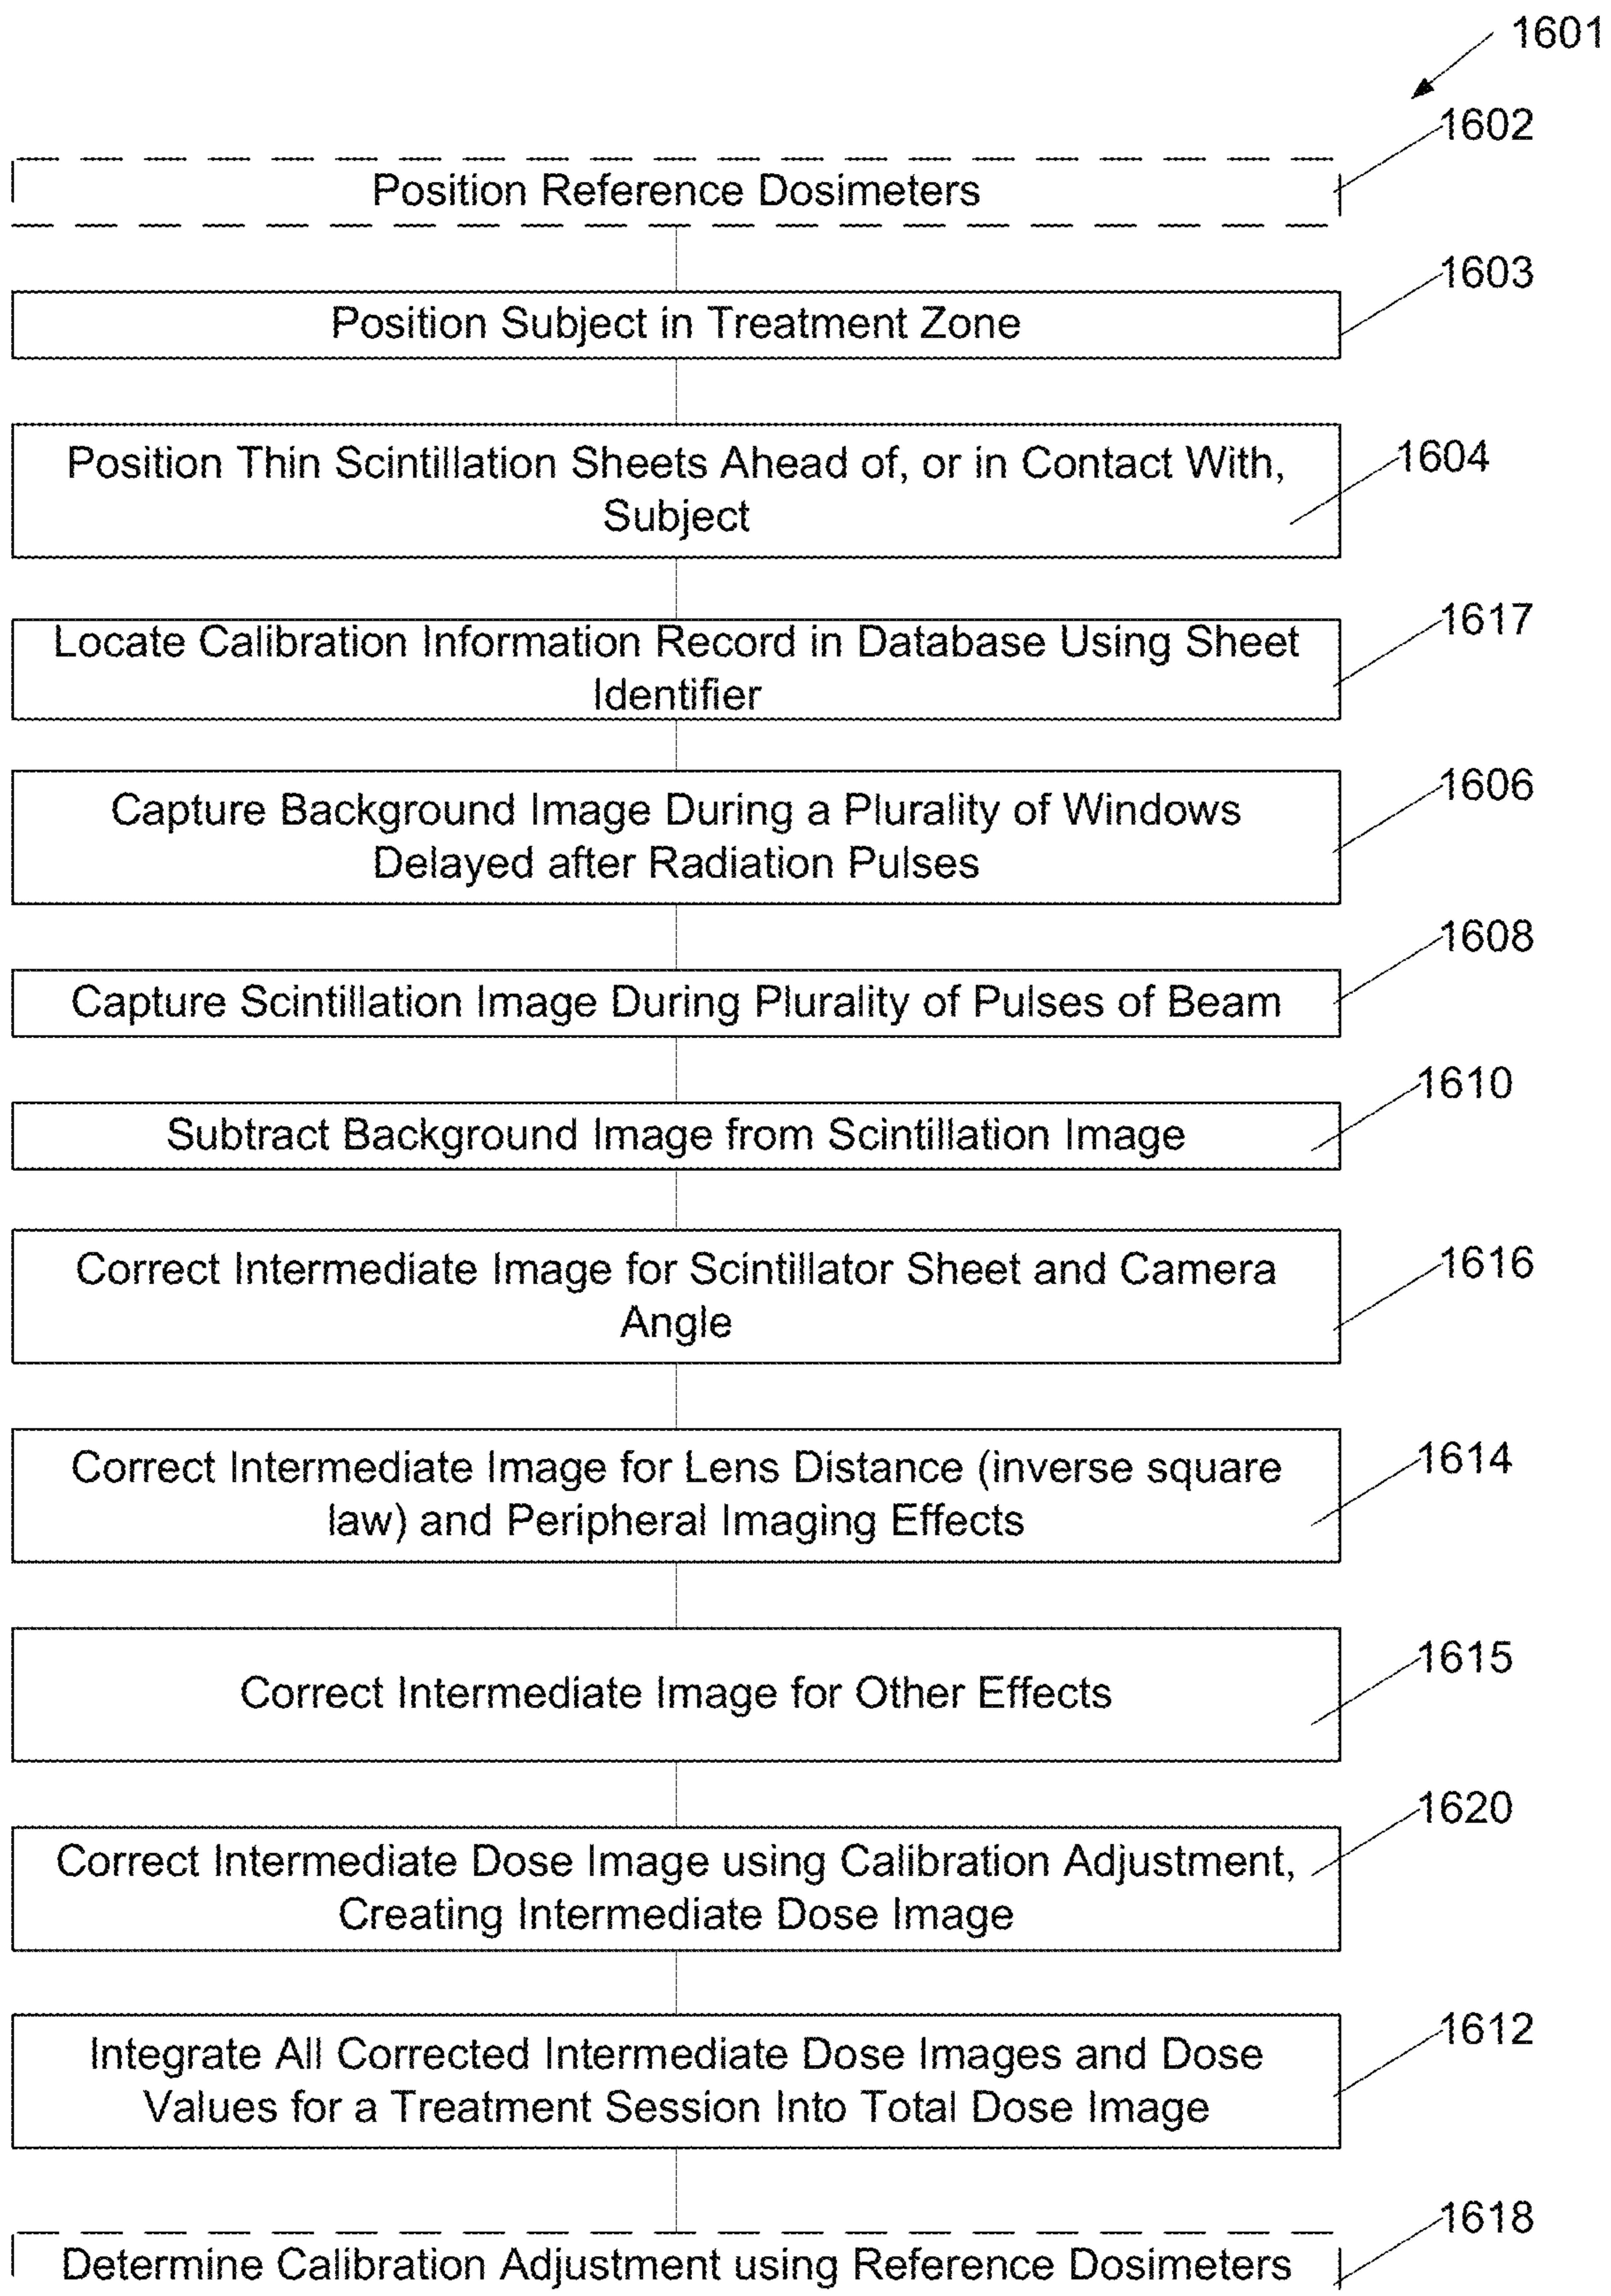 1601
1602
Position Reference Dosimeters
1603
Position Subject in Treatment Zone
1604
Position Thin Scintillation Sheets Ahead of, or in Contact With,
Subject
1617
Locate Calibration Information Record in Database Using Sheet
Identifier
1606
Capture Background Image During a Plurality of Windows
Delayed after Radiation Pulses
1608
Capture Scintillation Image During Plurality of Pulses of Beam
1610
Subtract Background Image from Scintillation Image
1616
Correct Intermediate Image for Scintillator Sheet and Camera
Angle
1614
Correct Intermediate Image for Lens Distance (inverse square
law) and Peripheral Imaging Effects
1615
Correct Intermediate Image for Other Effects
1620
Correct Intermediate Dose Image using Calibration Adjustment,
Creating Intermediate Dose Image
1612
Integrate All Corrected Intermediate Dose Images and Dose
Values for a Treatment Session Into Total Dose Image
1618
Determine Calibration Adjustment using Reference Dosimeters